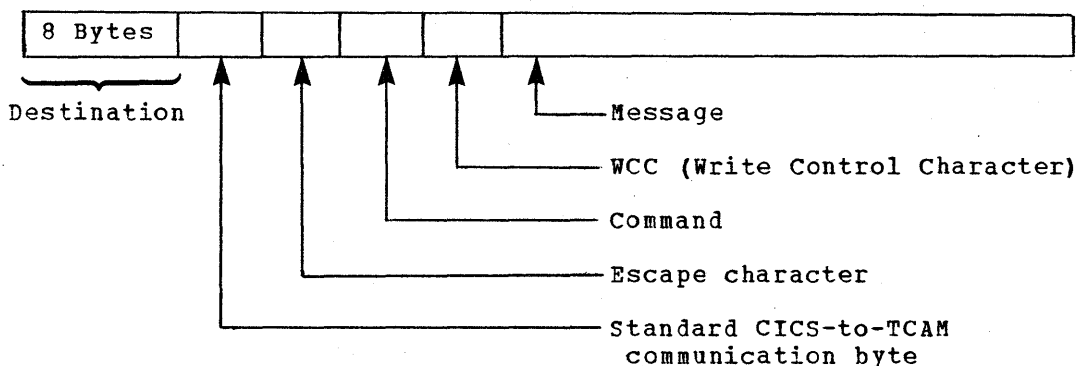 8 Bytes
Destination
Message
WCC (Write Control Character)
Command
Escape character
Standard CICS-to-TCAM
communication byte